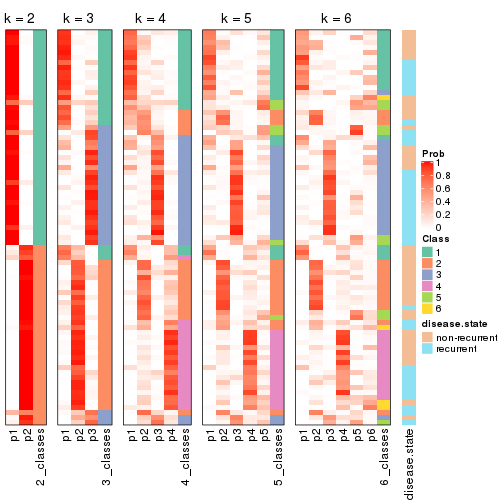 k = 2
k = 3
k = 4
k = 5
k = 6
Prob
1
0.8
0.6
0.4
0.2
0
Class
1
2
3
4
5
6
disease.state
non-recurrent
recurrent
p1
p2
2_classes
p1
p2
p3
3_classes
p1
p2
p3
p4
4_classes
p1
p2
p3
p4
p5
5_classes
p1
p2
p3
p4
p5
p6
6_classes
disease.state